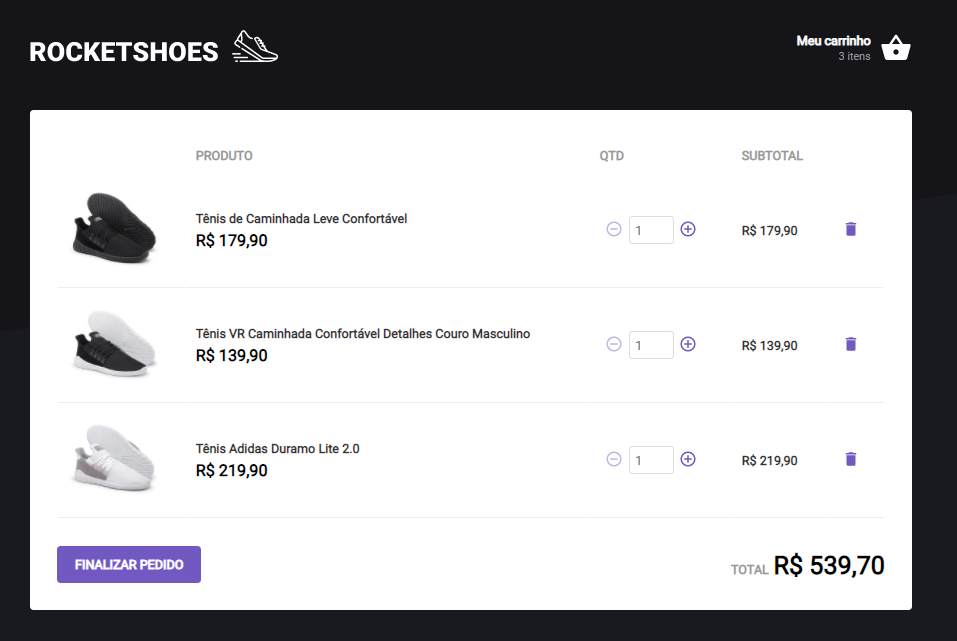 ROCKETSHOES
Meu carrinho
3 itens
PRODUTO QTD SUBTOTAL
Tênis de Caminhada Leve Confortável
R$ 179,90
1
R$ 179,90
Tênis VR Caminhada Confortável Detalhes Couro Masculino
R$ 139,90
1
R$ 139,90
Tênis Adidas Duramo Lite 2.0
R$ 219,90
1
R$ 219,90
FINALIZAR PEDIDO
TOTAL R$ 539,70